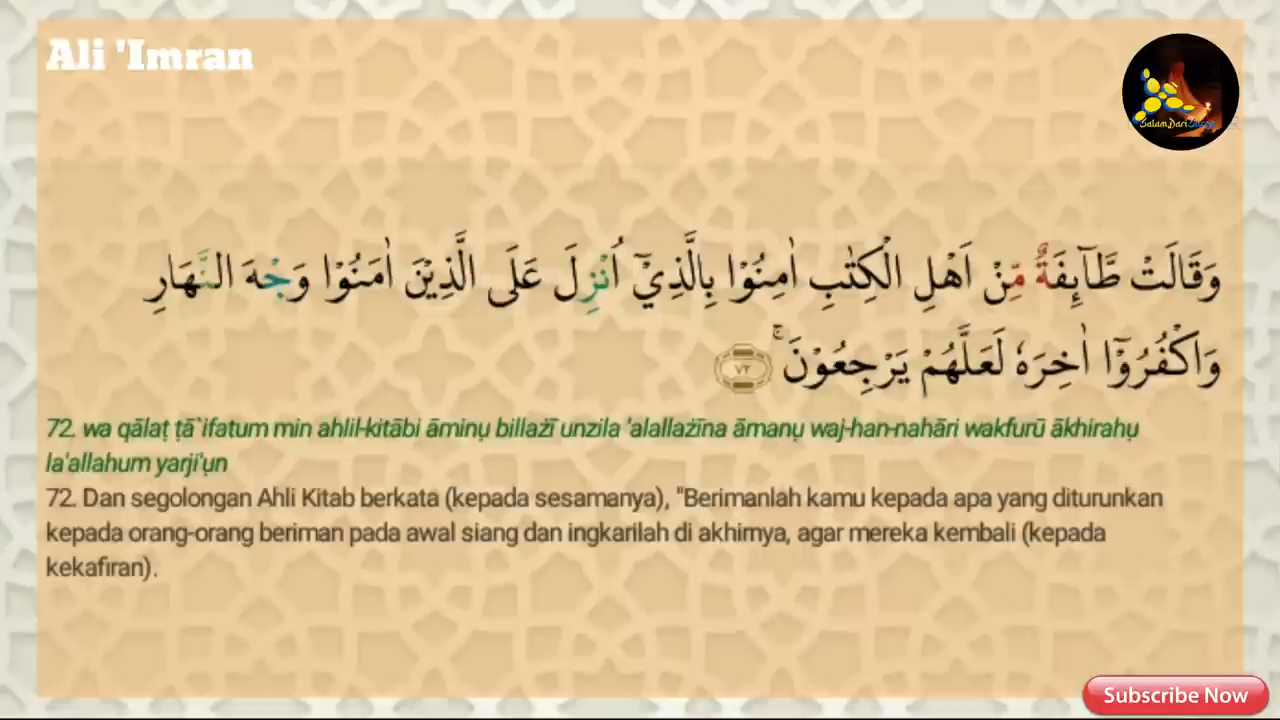 Ali 'Imran
SalamDariSurga
وَقَالَتْ طَّاۤىِٕفَةٌ مِّنْ اَهْلِ الْكِتٰبِ اٰمِنُوْا بِالَّذِيْٓ اُنْزِلَ عَلَى الَّذِيْنَ اٰمَنُوْا وَجْهَ النَّهَارِ
وَاكْفُرُوْٓا اٰخِرَهٗ لَعَلَّهُمْ يَرْجِعُوْنَۚ ٧٢
72. wa qālaṭ ṭā`ifatum min ahlil-kitābi āminụ billażī unzila 'alallażīna āmanụ waj-han-nahāri wakfurū ākhirahụ
la'allahum yarji'ụn
72. Dan segolongan Ahli Kitab berkata (kepada sesamanya), "Berimanlah kamu kepada apa yang diturunkan
kepada orang-orang beriman pada awal siang dan ingkarilah di akhirnya, agar mereka kembali (kepada
kekafiran).
Subscribe Now